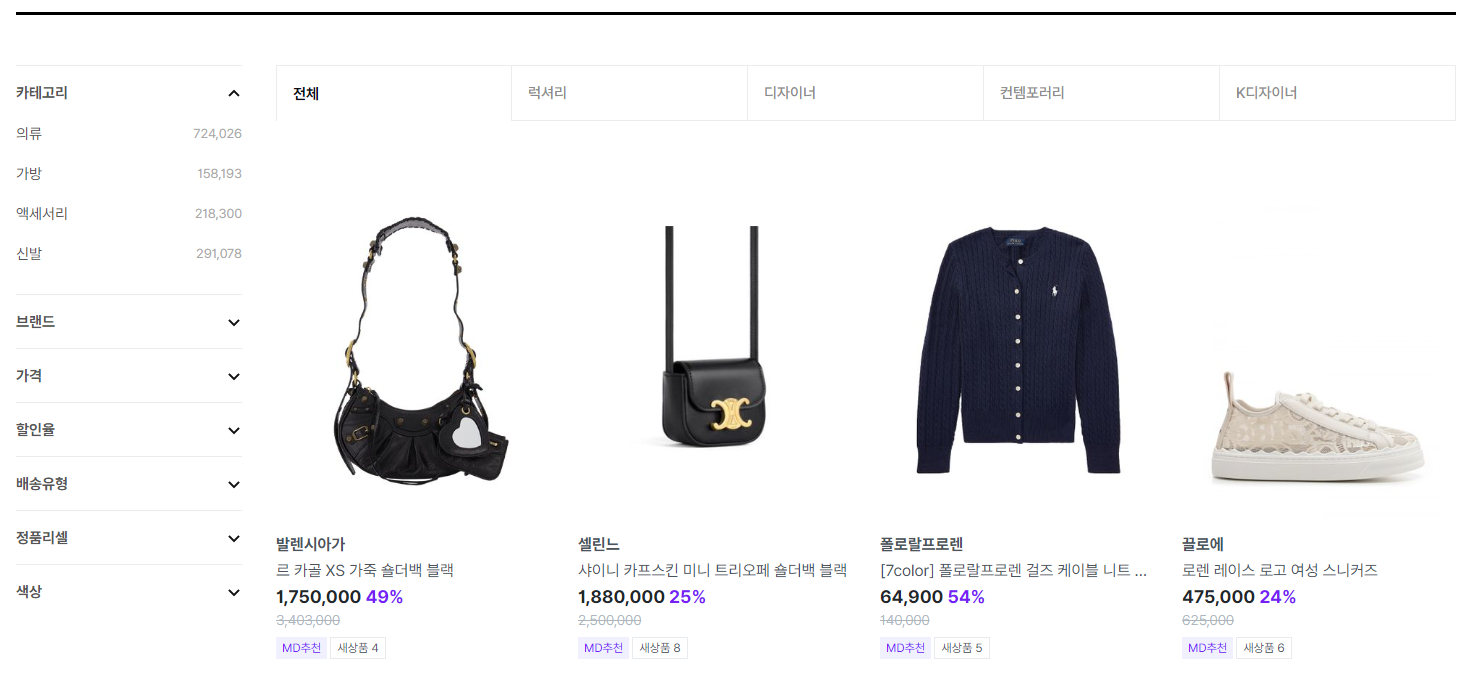 카테고리
의류 724,026
가방 158,193
액세서리 218,300
신발 291,078
브랜드
가격
할인율
배송유형
정품리셀
색상
전체 럭셔리 디자이너 컨템포러리 K디자이너
발렌시아가
르 카골 XS 가죽 숄더백 블랙
1,750,000 49%
3,403,000
MD추천 새상품 4
셀린느
샤이니 카프스킨 미니 트리오페 숄더백 블랙
1,880,000 25%
2,500,000
MD추천 새상품 8
폴로랄프로렌
[7color] 폴로랄프로렌 걸즈 케이블 니트 ...
64,900 54%
140,000
MD추천 새상품 5
끌로에
로렌 레이스 로고 여성 스니커즈
475,000 24%
625,000
MD추천 새상품 6